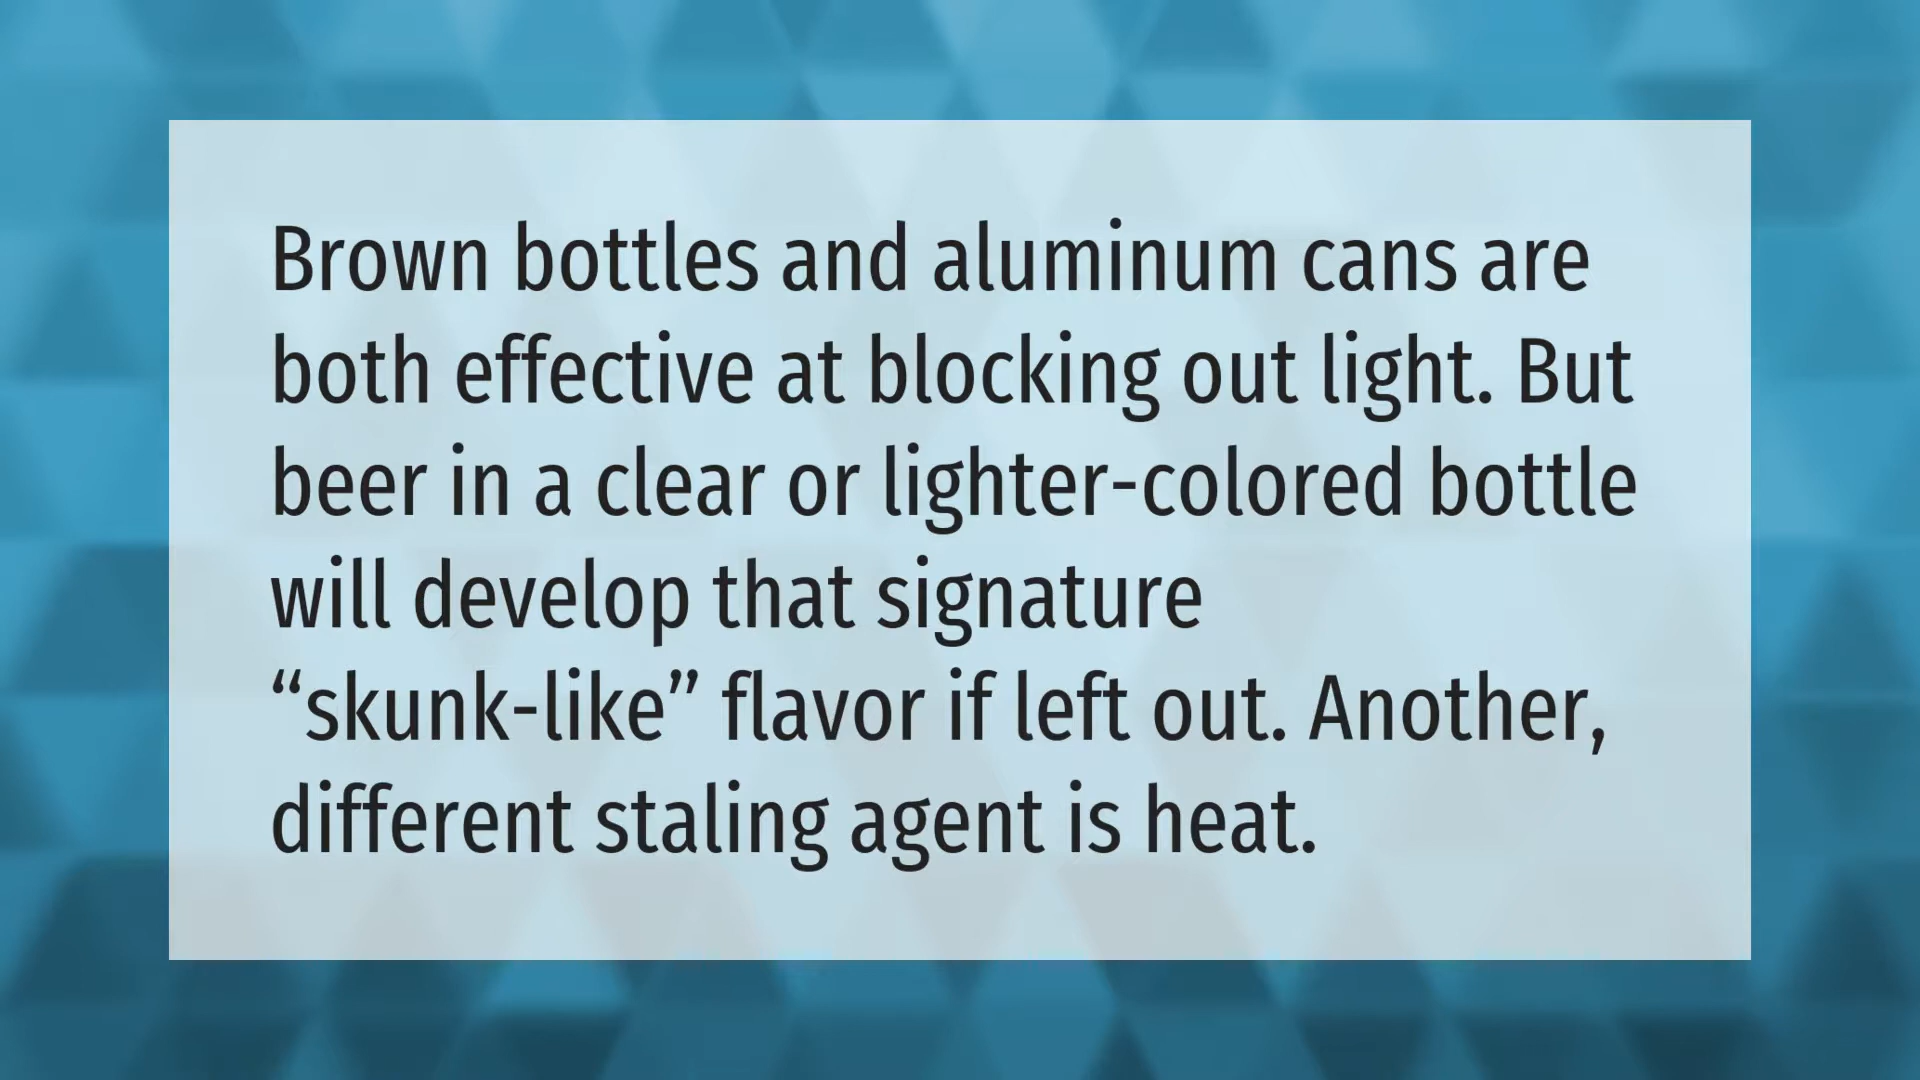 Brown bottles and aluminum cans are
both effective at blocking out light. But
beer in a clear or lighter-colored bottle
will develop that signature
“skunk-like” flavor if left out. Another,
different staling agent is heat.